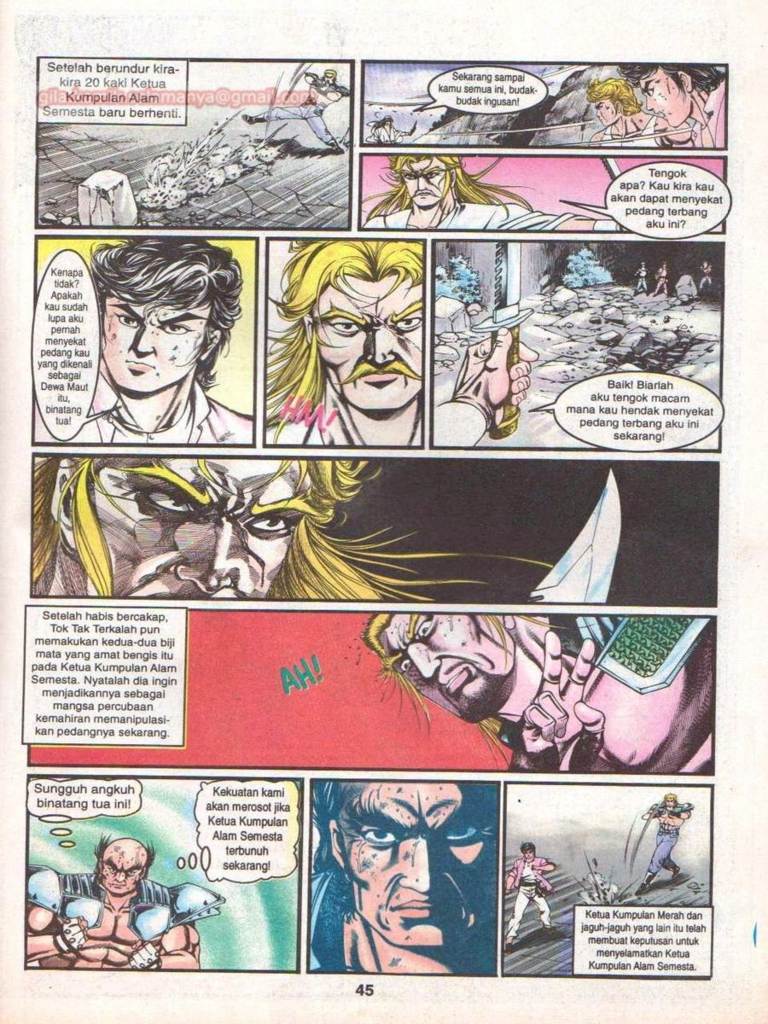 Setelah berundur kira-
kira 20 kaki Ketua
Kumpulan Alam
Semesta baru berhenti.
Sekarang sampai
kamu semua ini, budak-
budak ingusan!
Tengok
apa? Kau kira kau
akan dapat menyekat
pedang terbang
aku ini?
Kenapa
tidak?
Apakah
kau sudah
lupa aku
pernah
menyekat
pedang kau
yang dikenali
sebagai
Dewa Maut
itu,
binatang
tua!
HM!
Baik! Biarlah
aku tengok macam
mana kau hendak menyekat
pedang terbang aku ini
sekarang!
Setelah habis bercakap,
Tok Tak Terkalah pun
memakukan kedua-dua biji
mata yang amat bengis itu
pada Ketua Kumpulan Alam
Semesta. Nyatalah dia ingin
menjadikannya sebagai
mangsa percubaan
kemahiran memanipulasi-
kan pedangnya sekarang.
AH!
Sungguh angkuh
binatang tua ini!
Kekuatan kami
akan merosot jika
Ketua Kumpulan
Alam Semesta
terbunuh
sekarang!
Ketua Kumpulan Merah dan
jaguh-jaguh yang lain itu telah
membuat keputusan untuk
menyelamatkan Ketua
Kumpulan Alam Semesta.
45